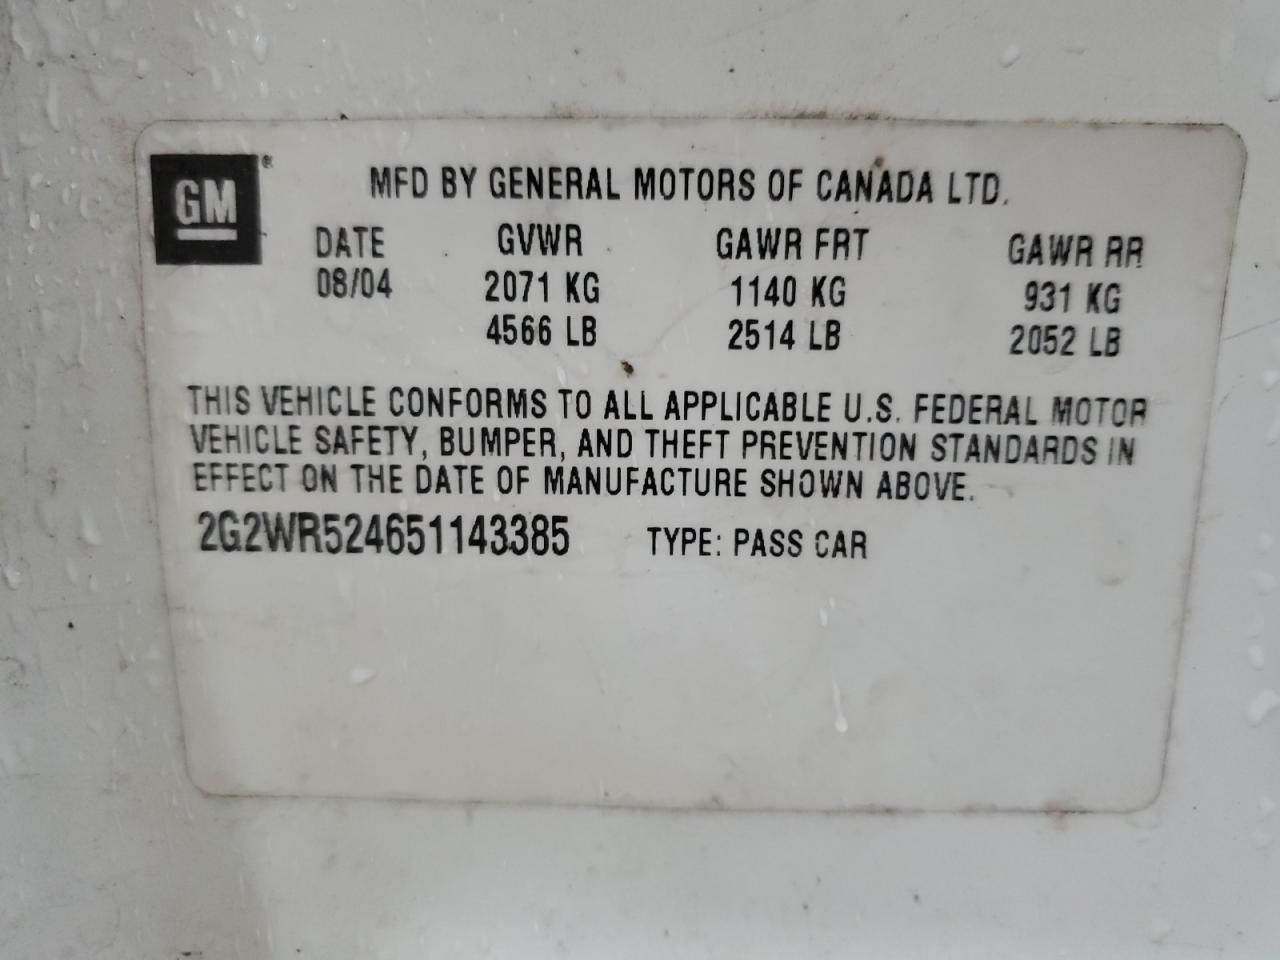 GM®
MFD BY GENERAL MOTORS OF CANADA LTD.
DATE GVWR GAWR FRT GAWR RR
08/04 2071 KG 1140 KG 931 KG
4566 LB 2514 LB 2052 LB
THIS VEHICLE CONFORMS TO ALL APPLICABLE U.S. FEDERAL MOTOR
VEHICLE SAFETY, BUMPER, AND THEFT PREVENTION STANDARDS IN
EFFECT ON THE DATE OF MANUFACTURE SHOWN ABOVE.
2G2WR524651143385 TYPE: PASS CAR